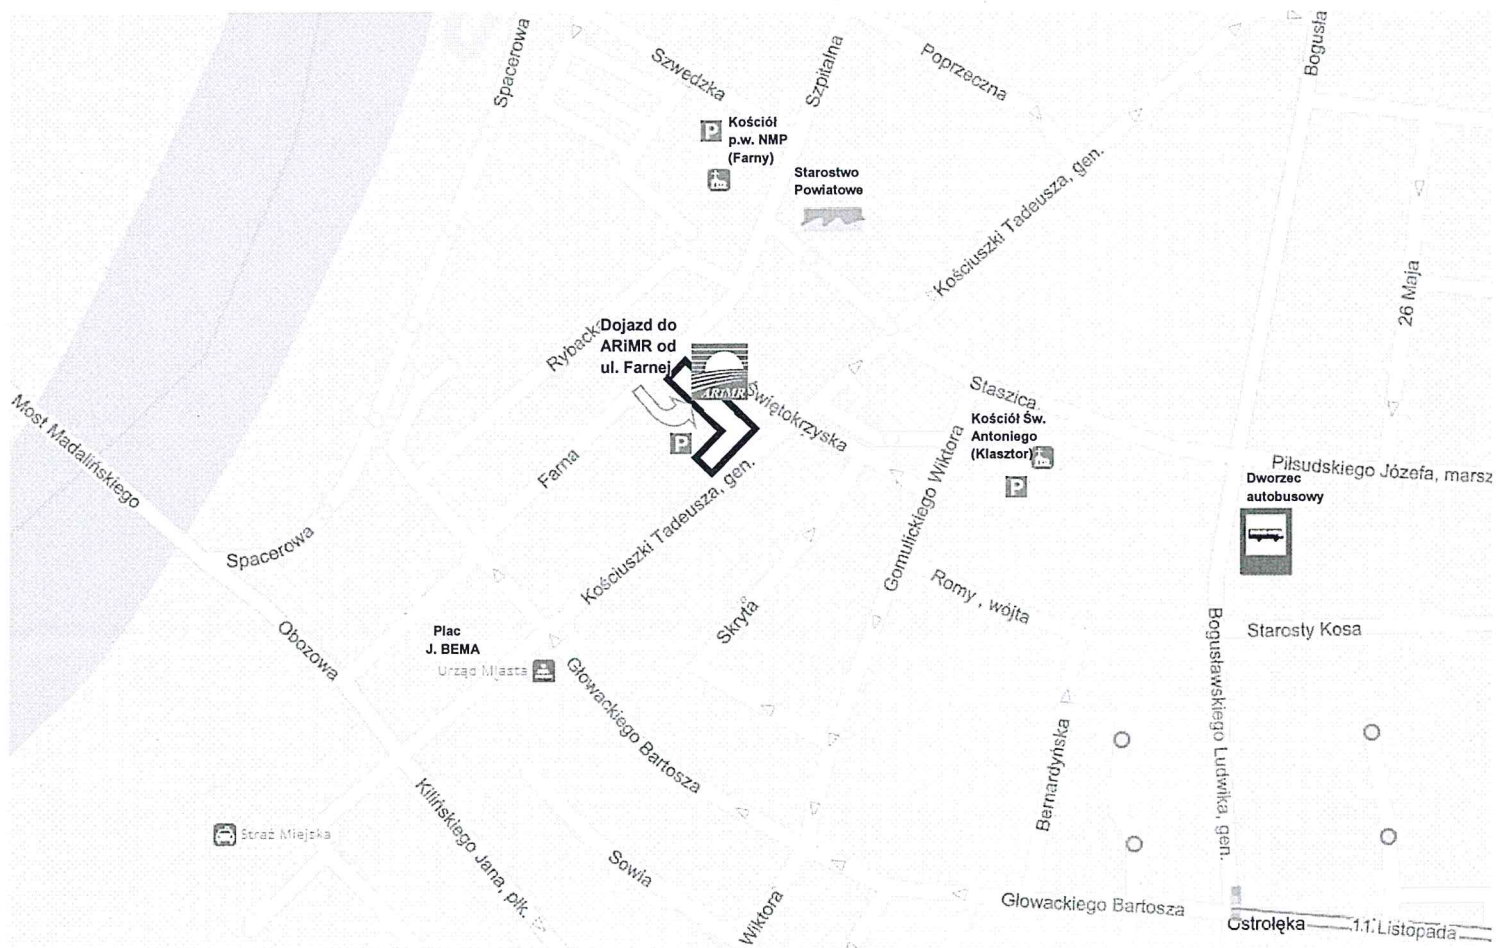 Spacerowa
Szwedzka
Szpitalna
Poprzeczna
Bogusła
P
Kościół
p.w. NMP
(Farny)
Starostwo
Powiatowe
Kościuszki Tadeusza, gen.
26 Maja
Rybacka
Dojazd do
ARiMR od
ul. Farnej
ARiMR
Świętokrzyska
Staszica
Kościół Św.
Antoniego
(Klasztor)
P
P
Most Madalińskiego
Farna
Kościuszki Tadeusza, gen.
Gomulickiego Wiktora
Piłsudskiego Józefa, marsz
Dworzec
autobusowy
Spacerowa
Romy , wójta
Skryta
Starosty Kosa
Obozowa
Plac
J. BEMA
Urząd Miasta
Głowackiego Bartosza
Bogusławskiego Ludwika, gen.
Bernardyńska
Kilińskiego Jana, płk.
Straż Miejska
Sowia
Wiktora
Głowackiego Bartosza
Ostrołęka
11 Listopada